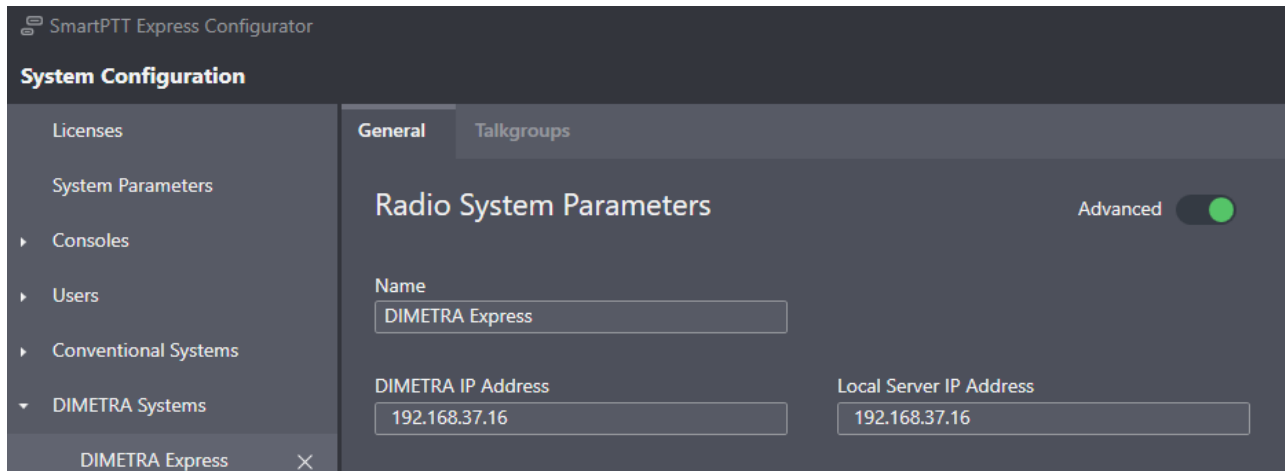 SmartPTT Express Configurator
System Configuration
Licenses
System Parameters
Consoles
Users
Conventional Systems
DIMETRA Systems
DIMETRA Express
General Talkgroups
Radio System Parameters
Advanced
Name
DIMETRA Express
DIMETRA IP Address
192.168.37.16
Local Server IP Address
192.168.37.16